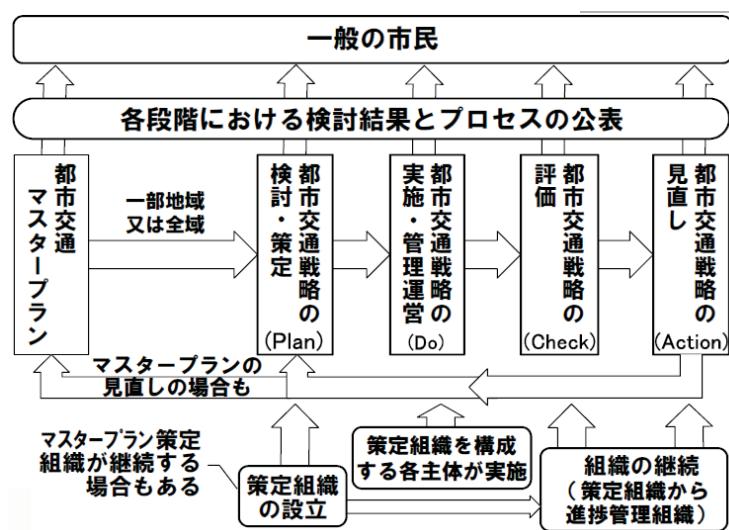 一般の市民
各段階における検討結果とプロセスの公表
都市交通
マスタープラン
一部地域
又は全域
都市交通戦略の
検討・策定
(Plan)
都市交通戦略の
実施・管理運営
(Do)
都市交通戦略の
評価
(Check)
都市交通戦略の
見直し
(Action)
マスタープランの
見直しの場合も
マスタープラン策定
組織が継続する
場合もある
策定組織
の設立
策定組織を構成
する各主体が実施
組織の継続
(策定組織から
進捗管理組織)